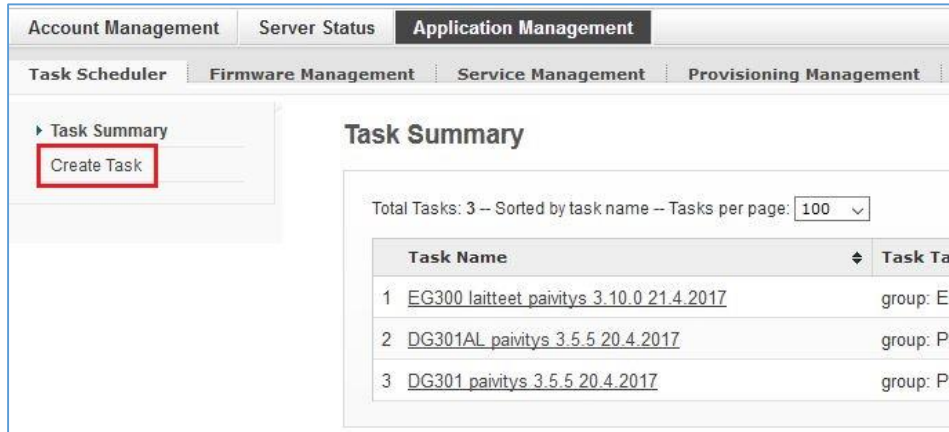 Account Management Server Status Application Management
Task Scheduler Firmware Management Service Management Provisioning Management
Task Summary
Create Task
Task Summary
Total Tasks: 3 -- Sorted by task name -- Tasks per page: 100
Task Name Task Ta
1 EG300 laitteet paivitys 3.10.0 21.4.2017 group: E
2 DG301AL paivitys 3.5.5 20.4.2017 group: P
3 DG301 paivitys 3.5.5 20.4.2017 group: P